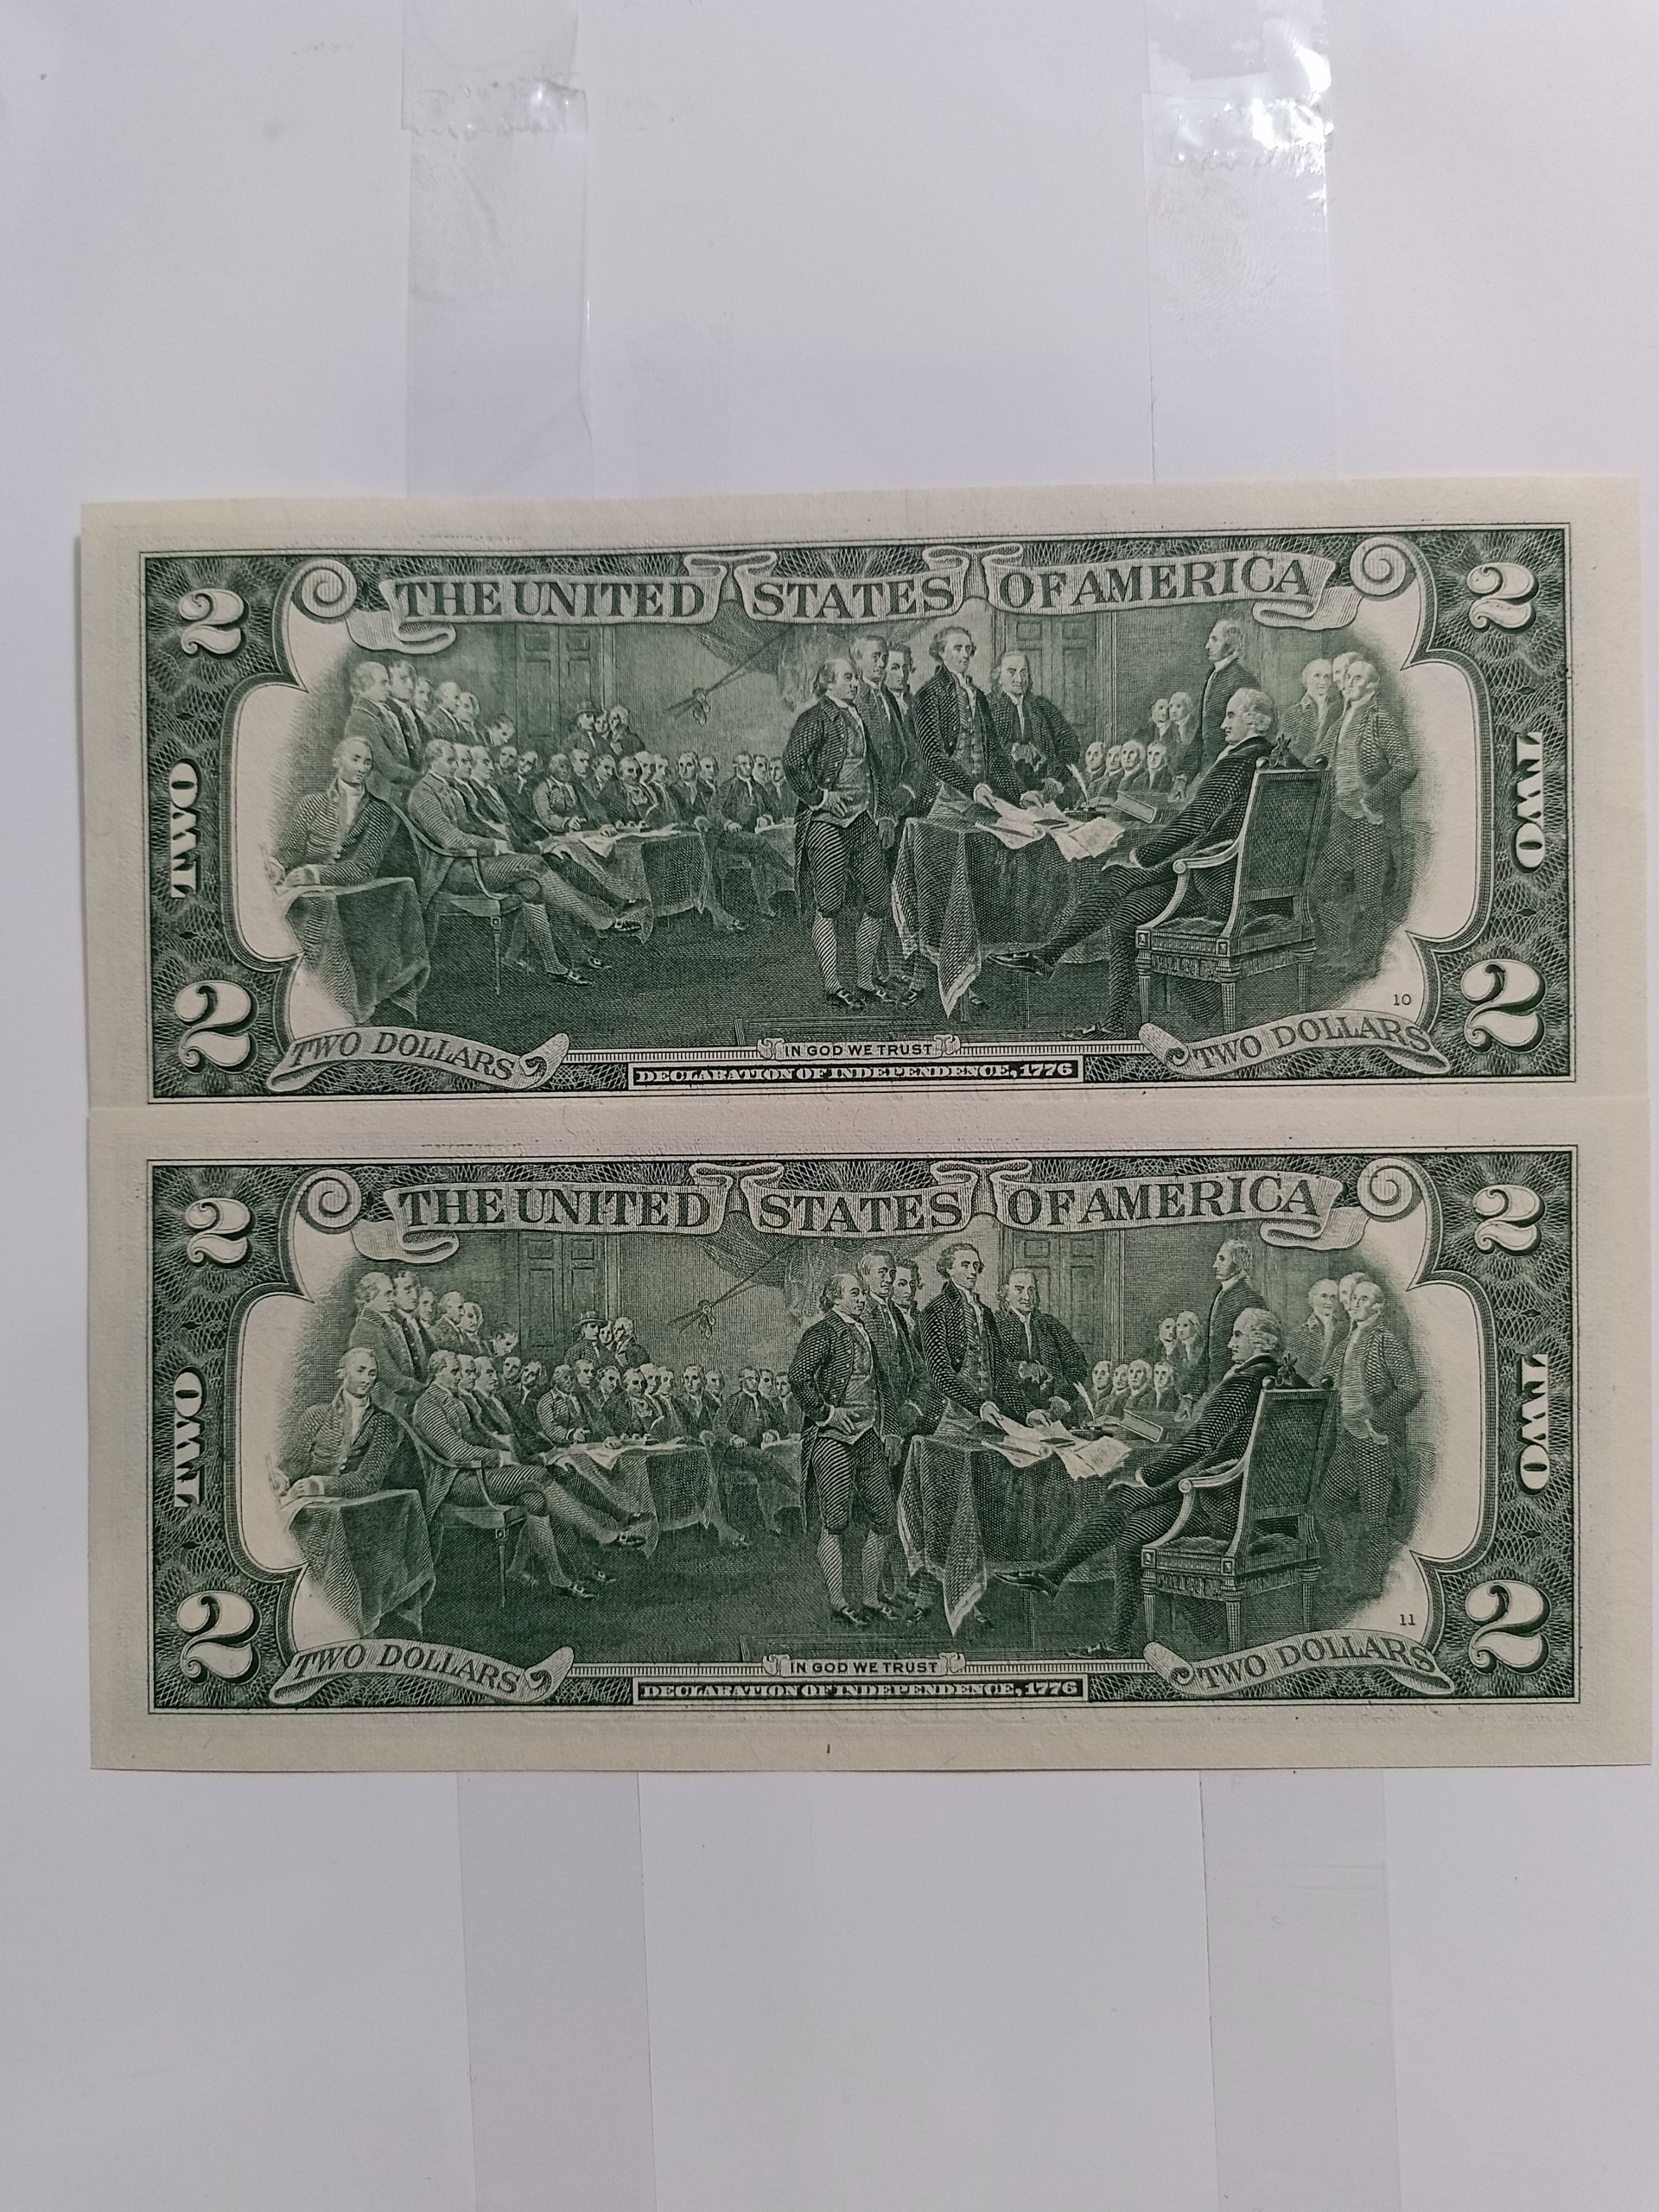 THE UNITED STATES OF AMERICA
2 2
TWO TWO
10
2 2
TWO DOLLARS IN GOD WE TRUST TWO DOLLARS
DECLARATION OF INDEPENDENCE, 1776
THE UNITED STATES OF AMERICA
2 2
TWO TWO
11
2 2
TWO DOLLARS IN GOD WE TRUST TWO DOLLARS
DECLARATION OF INDEPENDENCE, 1776